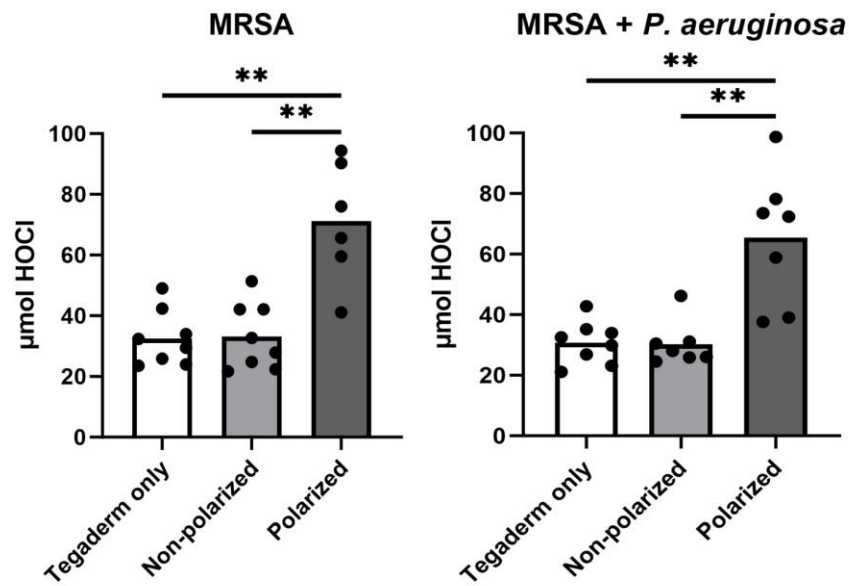 MRSA
**
**
100
80
60
40
20
0
µmol HOCl
Tegaderm only
Non-polarized
Polarized
MRSA + P. aeruginosa
**
**
100
80
60
40
20
0
µmol HOCl
Tegaderm only
Non-polarized
Polarized